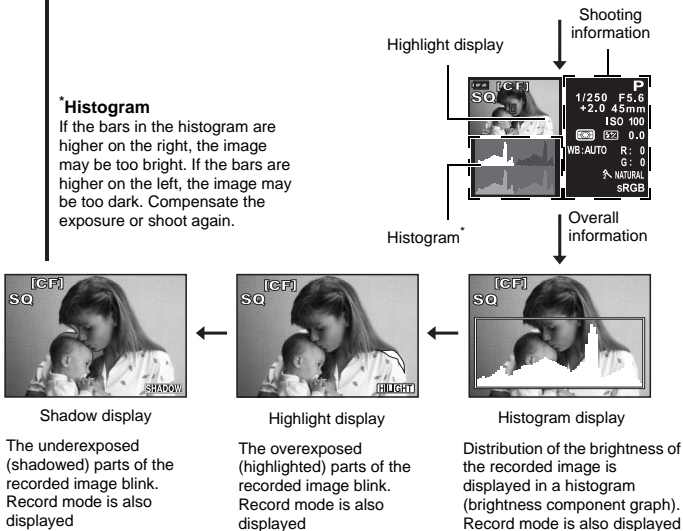 Shooting
information
Highlight display
*Histogram
If the bars in the histogram are
higher on the right, the image
may be too bright. If the bars are
higher on the left, the image may
be too dark. Compensate the
exposure or shoot again.
[CF]
SQ
P
1/250 F5.6
+2.0 45mm
ISO 100
0.0
WB:AUTO R: 0
G: 0
NATURAL
sRGB
Histogram*
Overall
information
[CF]
SQ
SHADOW
[CF]
SQ
HILIGHT
[CF]
SQ
Shadow display
Highlight display
Histogram display
The underexposed
(shadowed) parts of the
recorded image blink.
Record mode is also
displayed
The overexposed
(highlighted) parts of the
recorded image blink.
Record mode is also
displayed
Distribution of the brightness of
the recorded image is
displayed in a histogram
(brightness component graph).
Record mode is also displayed